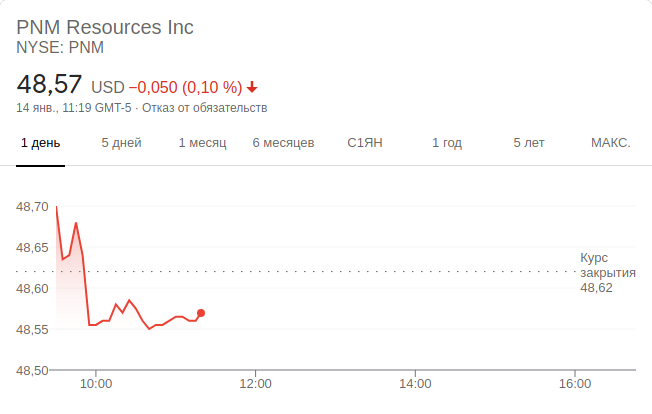 PNM Resources Inc
NYSE: PNM
48,57 USD −0,050 (0,10 %)
14 янв., 11:19 GMT-5 · Отказ от обязательств
1 день 5 дней 1 месяц 6 месяцев С1ЯН 1 год 5 лет МАКС.
48,70
48,65
48,60
48,55
48,50
Курс
закрытия
48,62
10:00 12:00 14:00 16:00